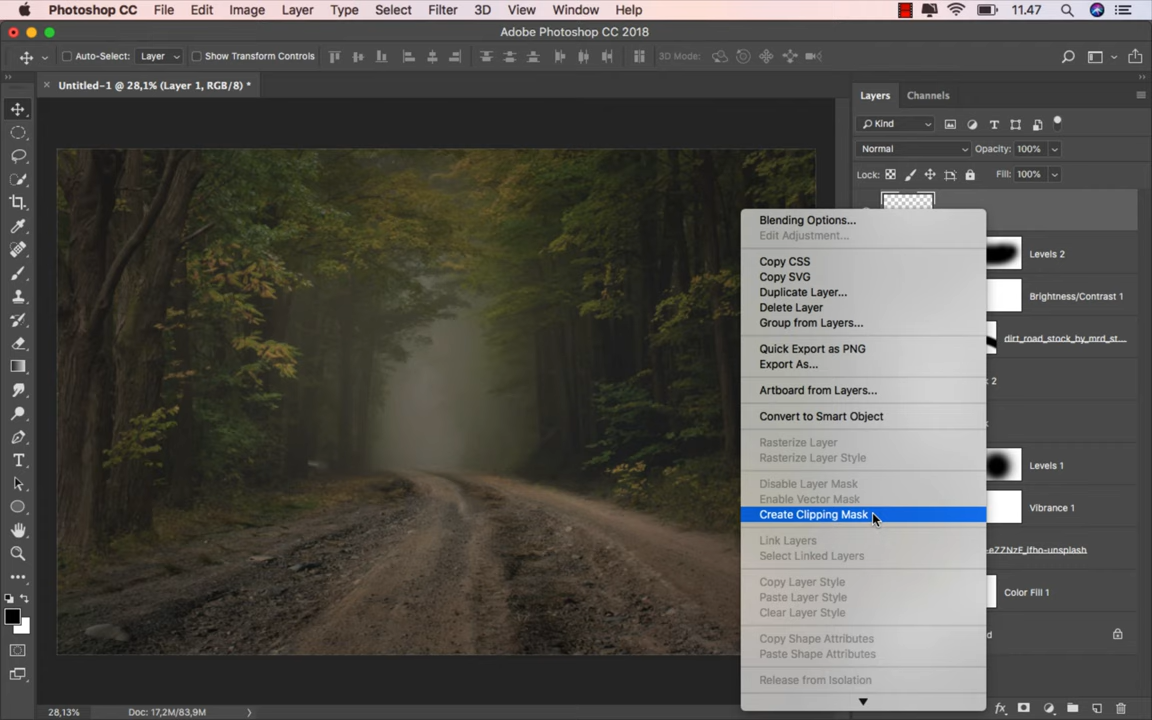 Photoshop CC File Edit Image Layer Type Select Filter 3D View Window Help 11.47
Adobe Photoshop CC 2018
Auto-Select: Layer Show Transform Controls 3D Mode:
Untitled-1 @ 28,1% (Layer 1, RGB/8) *
Layers Channels
Kind
Normal Opacity: 100%
Lock: Fill: 100%
Blending Options...
Edit Adjustment...
Copy CSS
Copy SVG
Duplicate Layer...
Delete Layer
Group from Layers...
Quick Export as PNG
Export As...
Artboard from Layers...
Convert to Smart Object
Rasterize Layer
Rasterize Layer Style
Disable Layer Mask
Enable Vector Mask
Create Clipping Mask
Link Layers
Select Linked Layers
Copy Layer Style
Paste Layer Style
Clear Layer Style
Copy Shape Attributes
Paste Shape Attributes
Release from Isolation
Levels 2
Brightness/Contrast 1
dirt_road_stock_by_mrd_st...
2
Levels 1
Vibrance 1
-eZZNzE_ifho-unsplash
Color Fill 1
d
28,13% Doc: 17,2M/83,9M